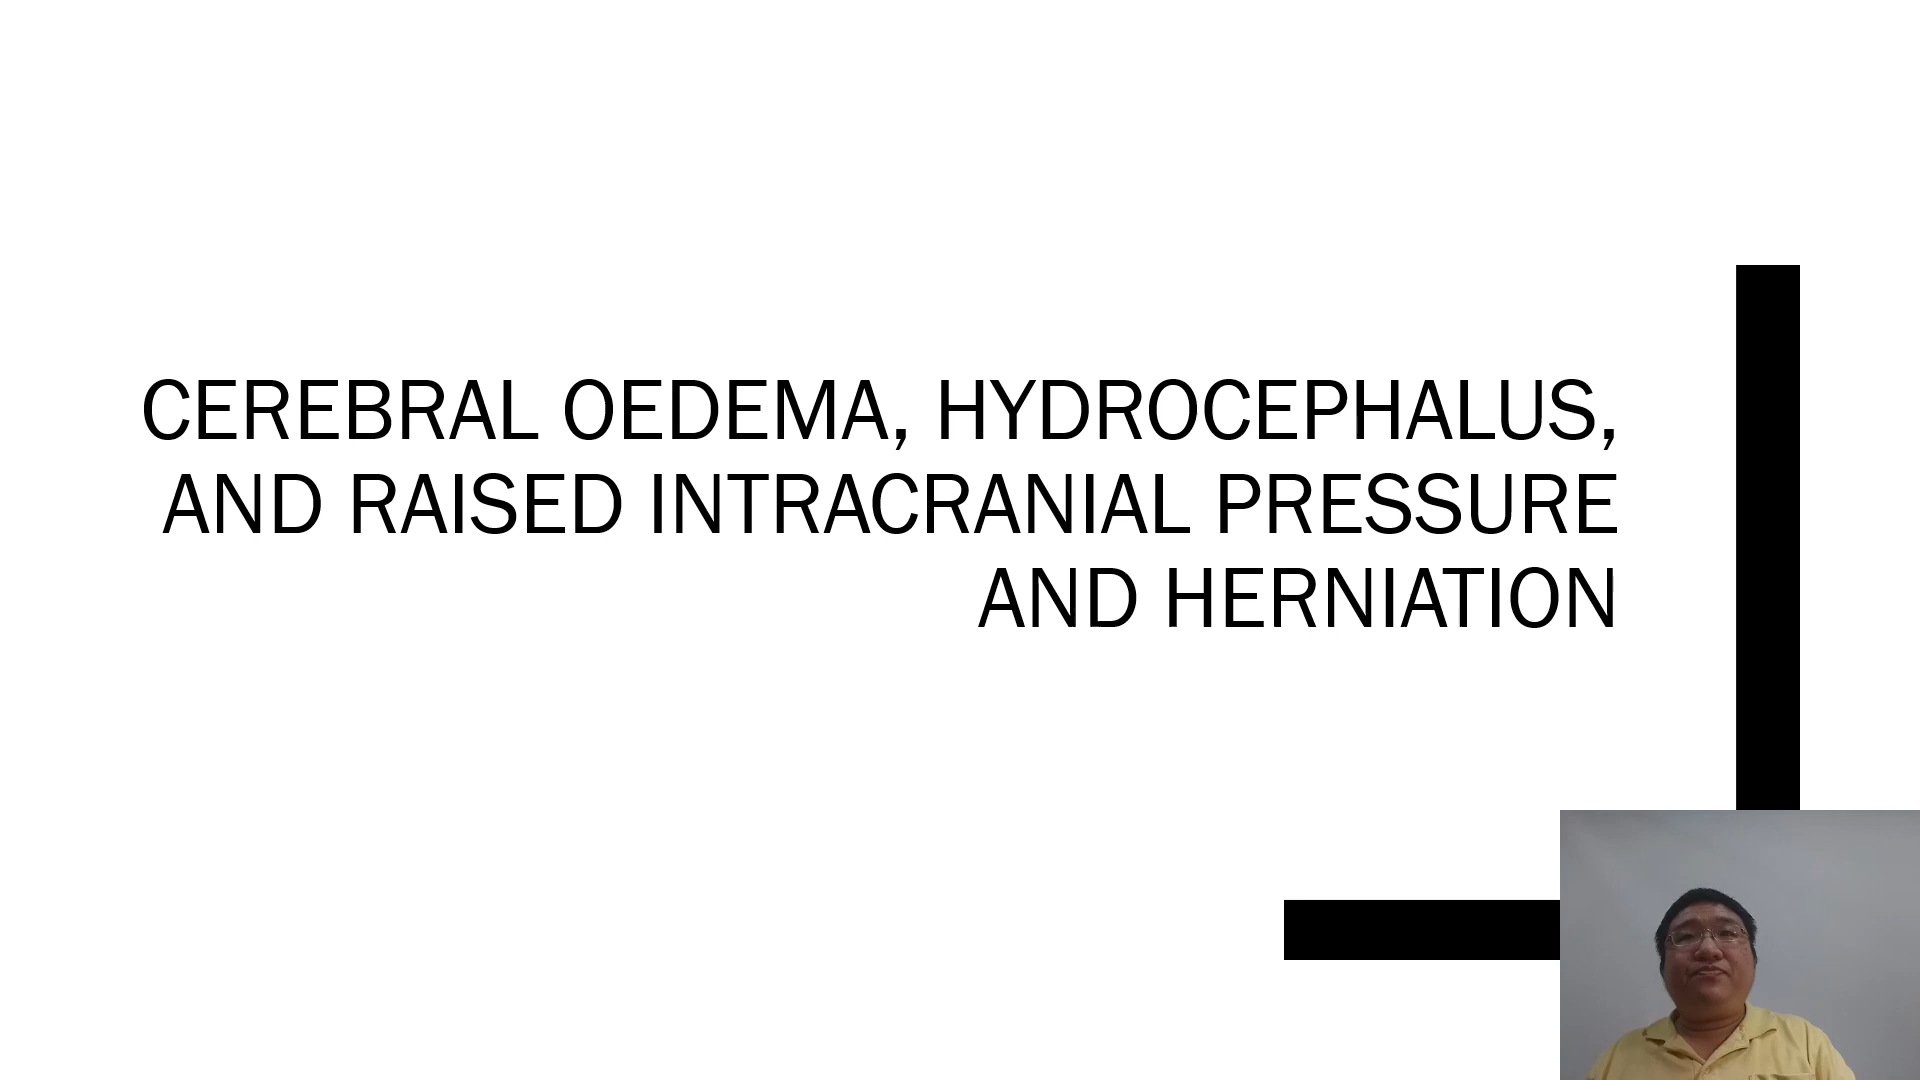 CEREBRAL OEDEMA, HYDROCEPHALUS,
AND RAISED INTRACRANIAL PRESSURE
AND HERNIATION